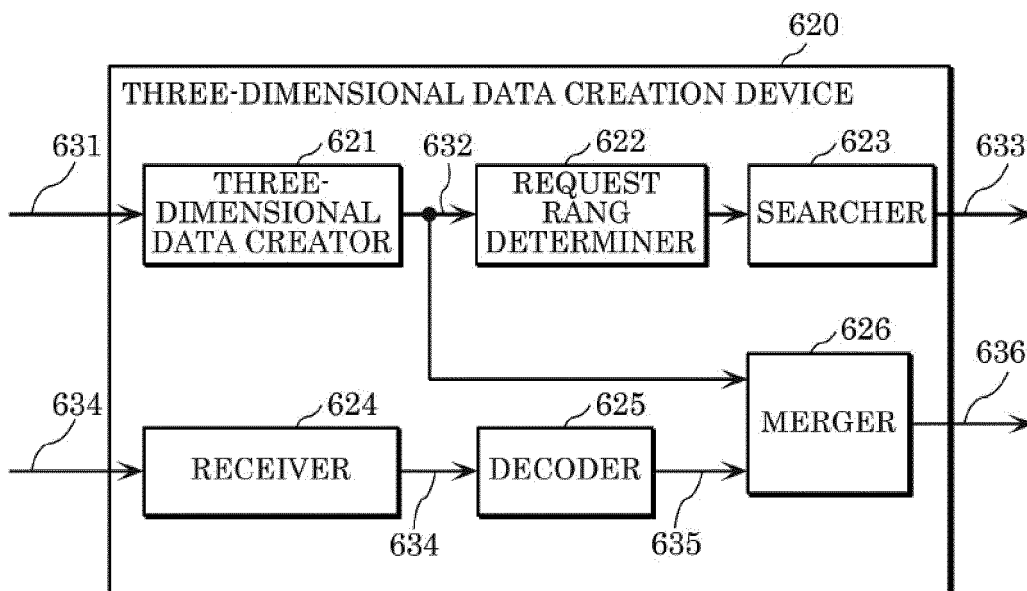 620
THREE-DIMENSIONAL DATA CREATION DEVICE
631
621
632
622
623
633
THREE-
DIMENSIONAL
DATA CREATOR
REQUEST
RANG
DETERMINER
SEARCHER
626
636
634
624
625
MERGER
RECEIVER
DECODER
634
635